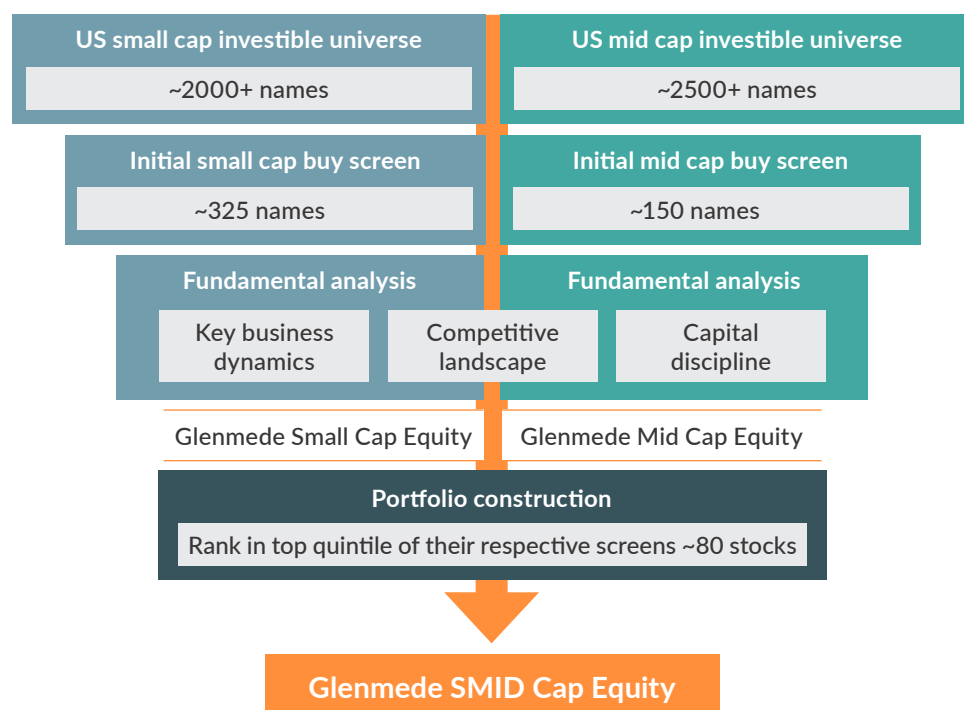 US small cap investible universe
US mid cap investible universe
~2000+ names
~2500+ names
Initial small cap buy screen
Initial mid cap buy screen
~325 names
~150 names
Fundamental analysis
Fundamental analysis
Key business
dynamics
Competitive
landscape
Capital
discipline
Glenmede Small Cap Equity
Glenmede Mid Cap Equity
Portfolio construction
Rank in top quintile of their respective screens ~80 stocks
Glenmede SMID Cap Equity